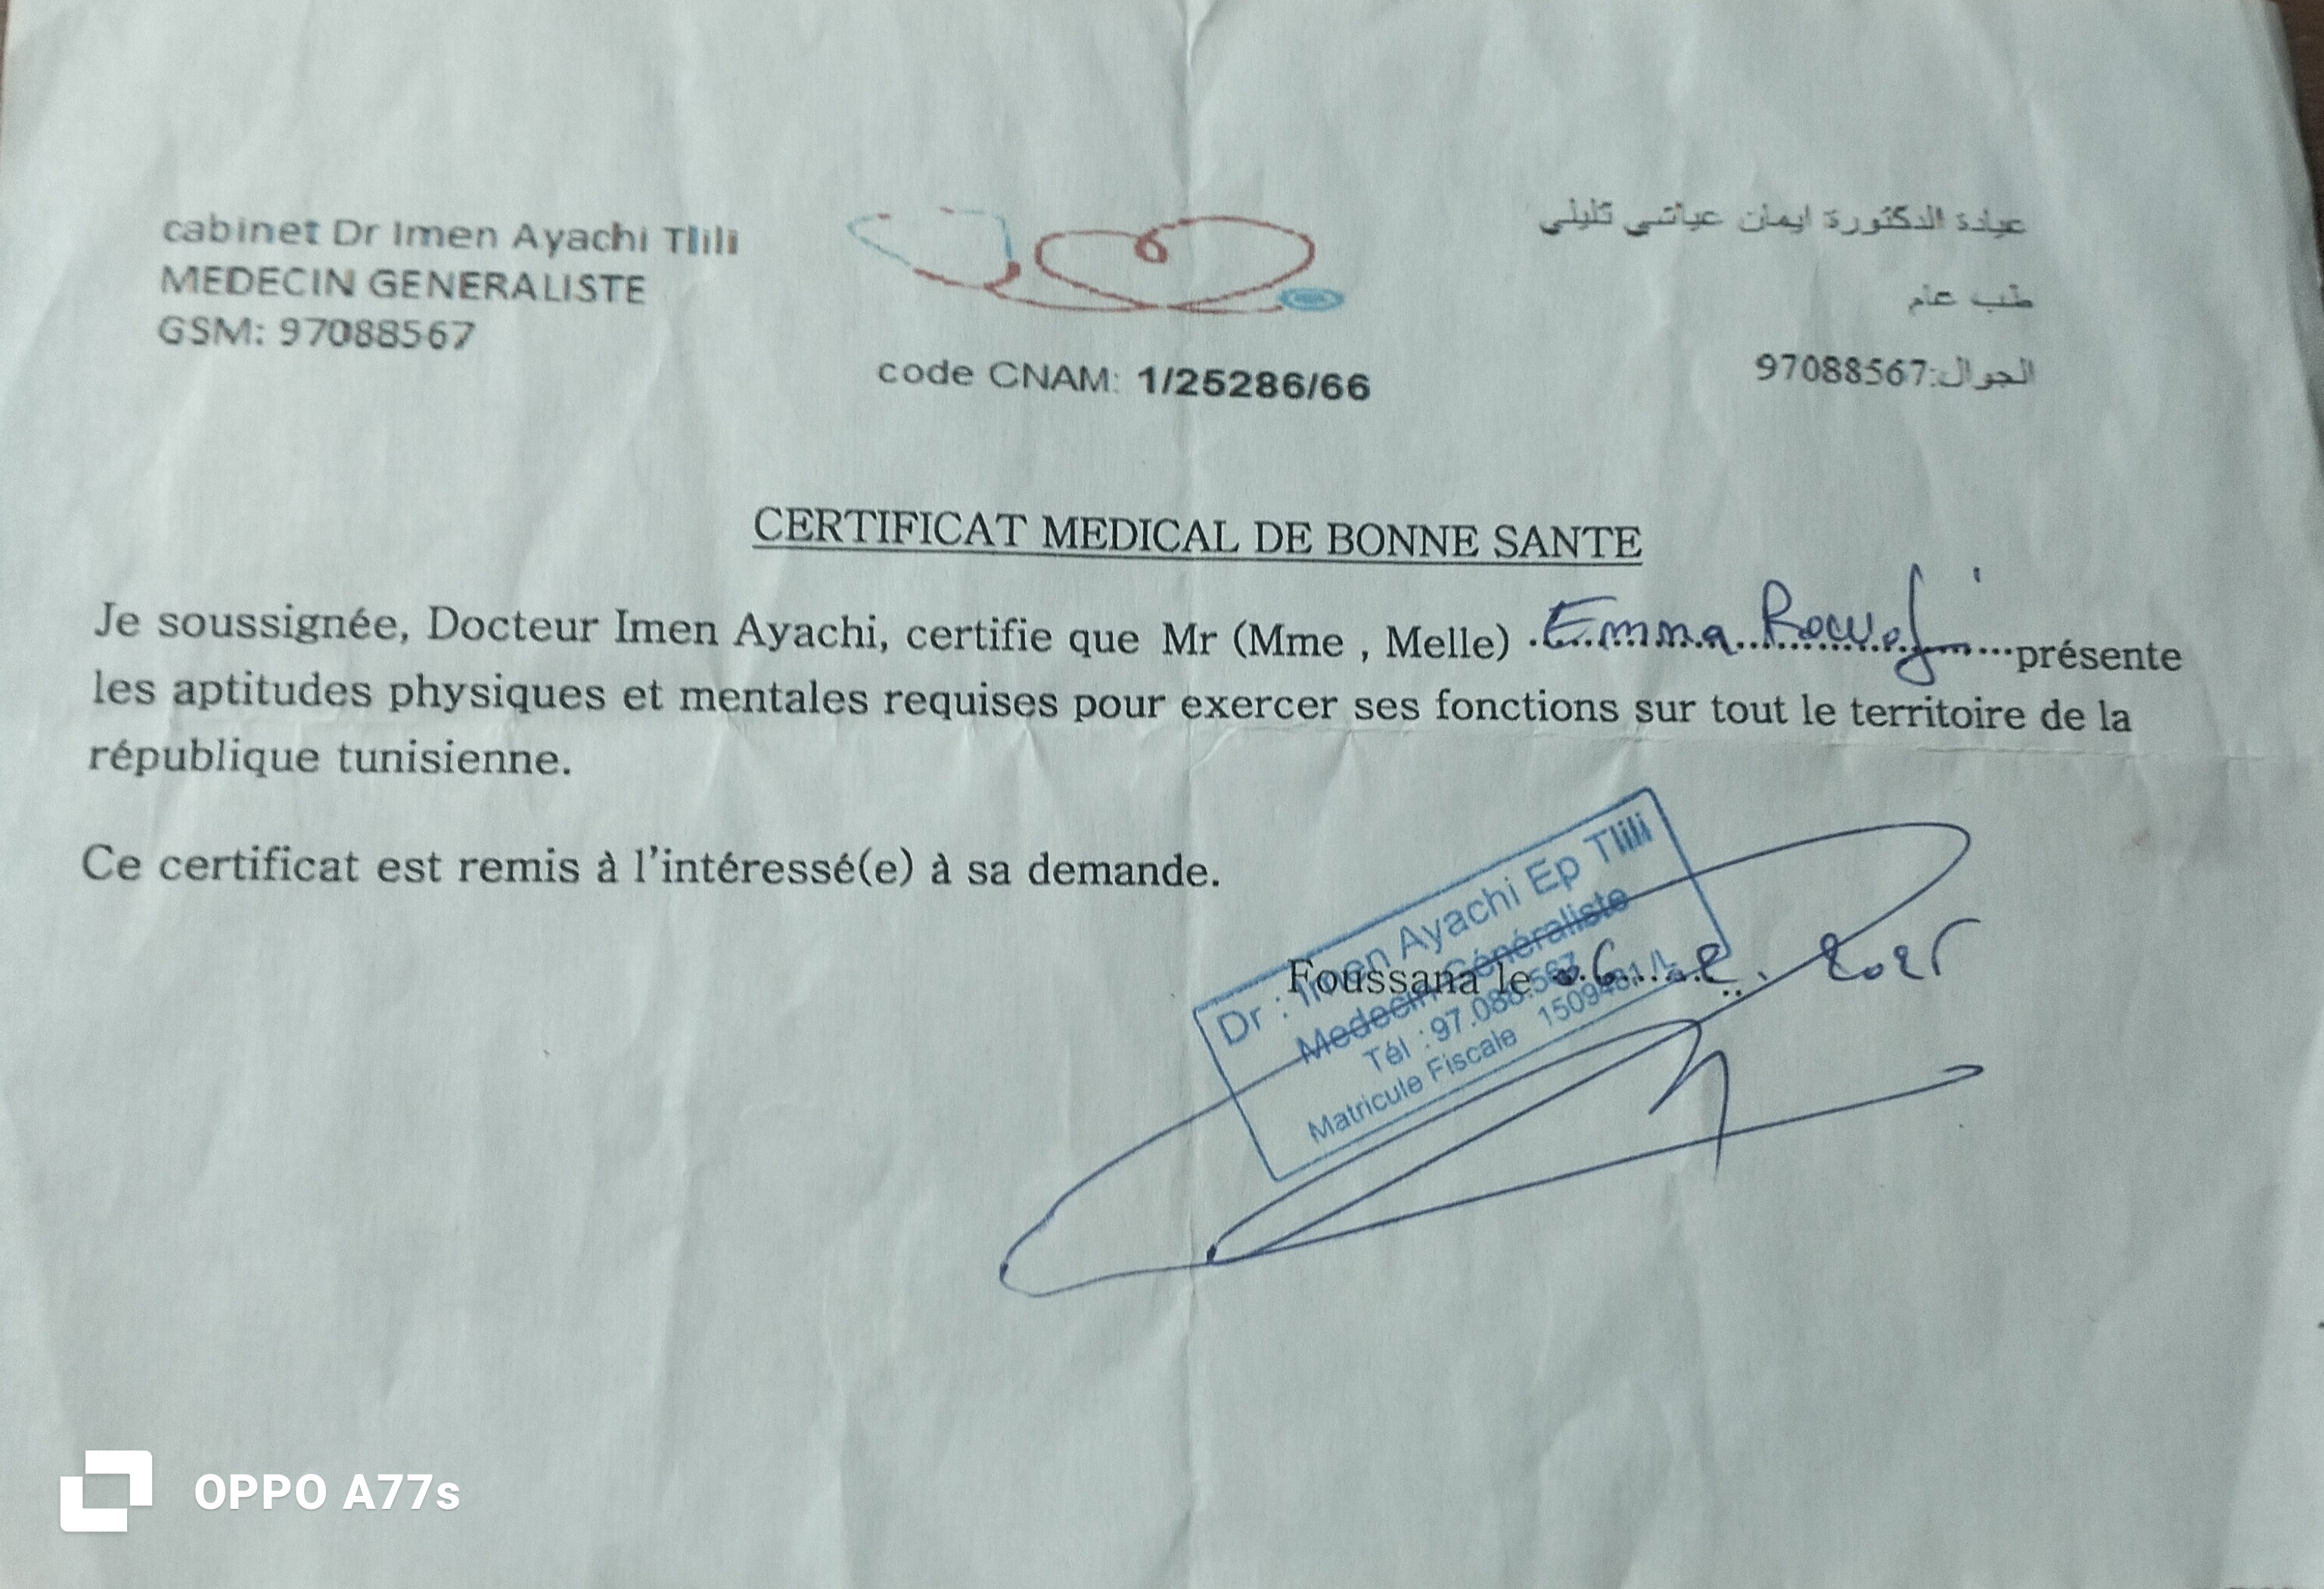 cabinet Dr Imen Ayachi Tlili
MEDECIN GENERALISTE
GSM: 97088567
code CNAM: 1/25286/66
عيادة الدكتورة ايمان عياشي تليلي
طب عام
الجوال:97088567
CERTIFICAT MEDICAL DE BONNE SANTE
Je soussignée, Docteur Imen Ayachi, certifie que Mr (Mme , Melle) Emma présente
les aptitudes physiques et mentales requises pour exercer ses fonctions sur tout le territoire de la
république tunisienne.
Ce certificat est remis à l'intéressé(e) à sa demande.
Foussana le 06 2025
Dr : Imen Ayachi Ep Tlili
Medecin Généraliste
Tél :97.088.567
Matricule Fiscale
OPPO A77s